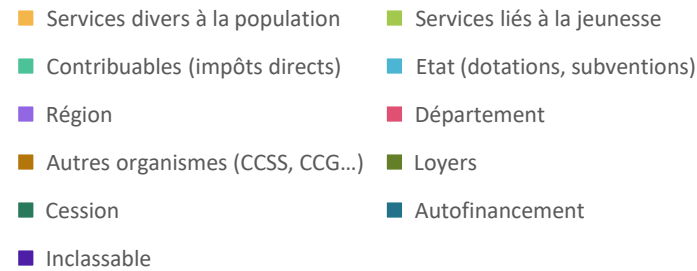 Services divers à la population
Services liés à la jeunesse
Contribuables (impôts directs)
Etat (dotations, subventions)
Région
Département
Autres organismes (CCSS, CCG...)
Loyers
Cession
Autofinancement
Inclassable